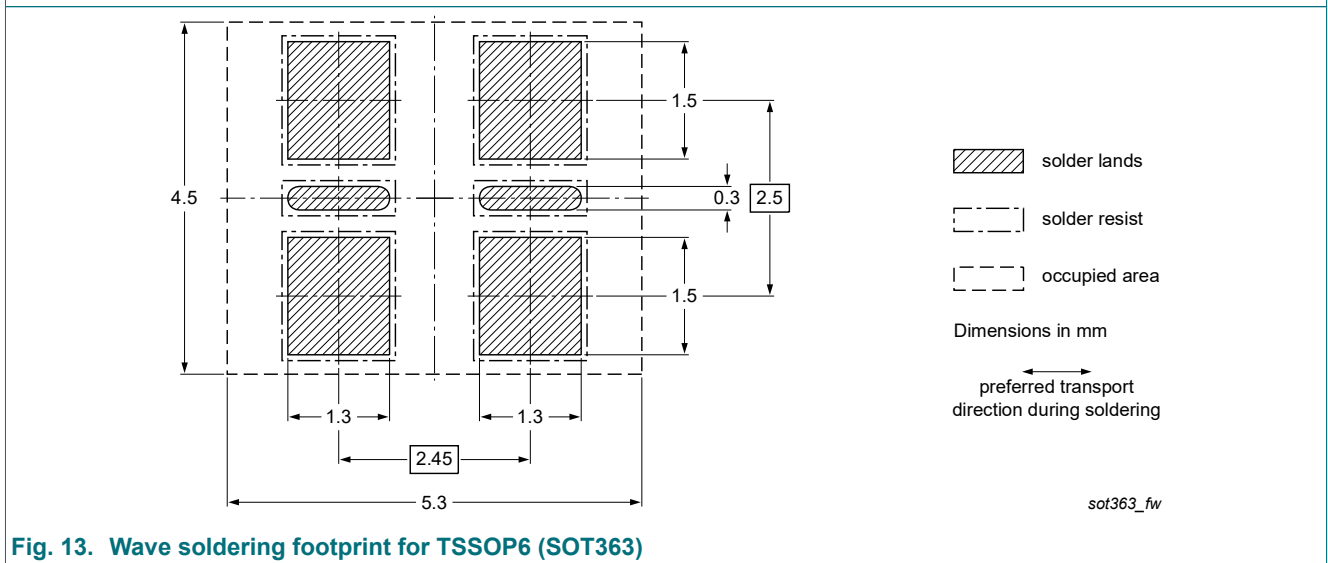 1.5
solder lands
4.5
0.3 2.5
solder resist
occupied area
1.5
Dimensions in mm
preferred transport
direction during soldering
1.3 1.3
2.45
5.3
sot363_fw
Fig. 13. Wave soldering footprint for TSSOP6 (SOT363)